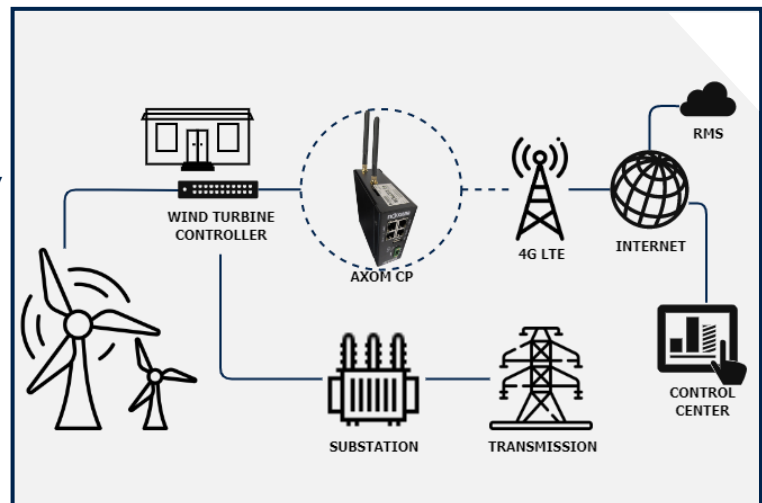 RMS
WIND TURBINE
CONTROLLER
AXOM CP
4G LTE
INTERNET
CONTROL
CENTER
SUBSTATION
TRANSMISSION